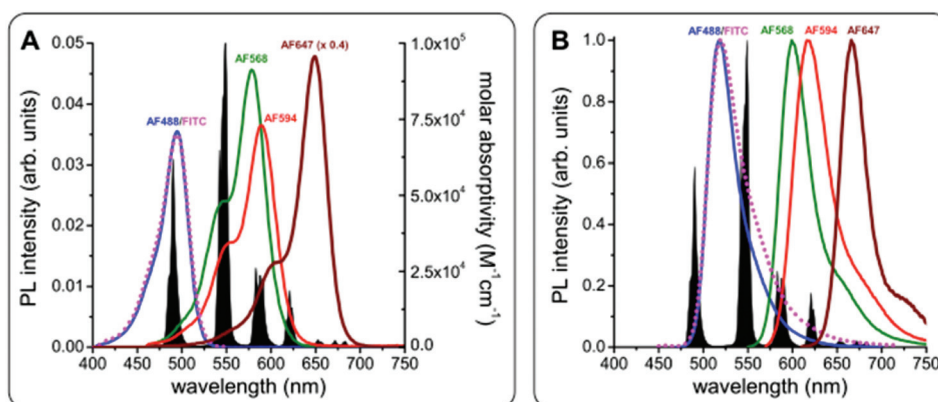 A
B
AF647 (x 0.4)
AF568
AF594
AF488/FITC
0.05
0.04
0.03
0.02
0.01
0.00
PL intensity (arb. units)
1.0x10⁵
7.5x10⁴
5.0x10⁴
2.5x10⁴
0.0
molar absorptivity (M⁻¹cm⁻¹)
400 450 500 550 600 650 700 750
wavelength (nm)
AF488/FITC AF568 AF594 AF647
1.0
0.8
0.6
0.4
0.2
0.0
PL intensity (arb. units)
400 450 500 550 600 650 700 750
wavelength (nm)